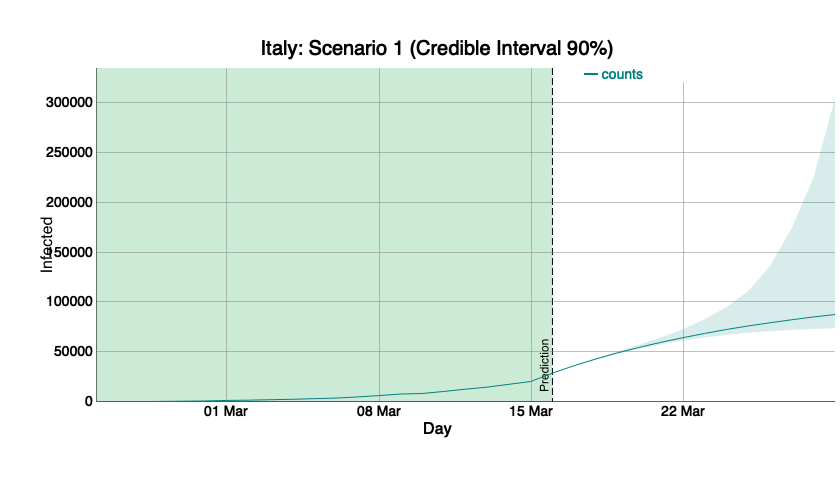 Italy: Scenario 1 (Credible Interval 90%)
counts
300000
250000
200000
150000
100000
50000
0
Infected
Prediction
01 Mar
08 Mar
15 Mar
22 Mar
Day